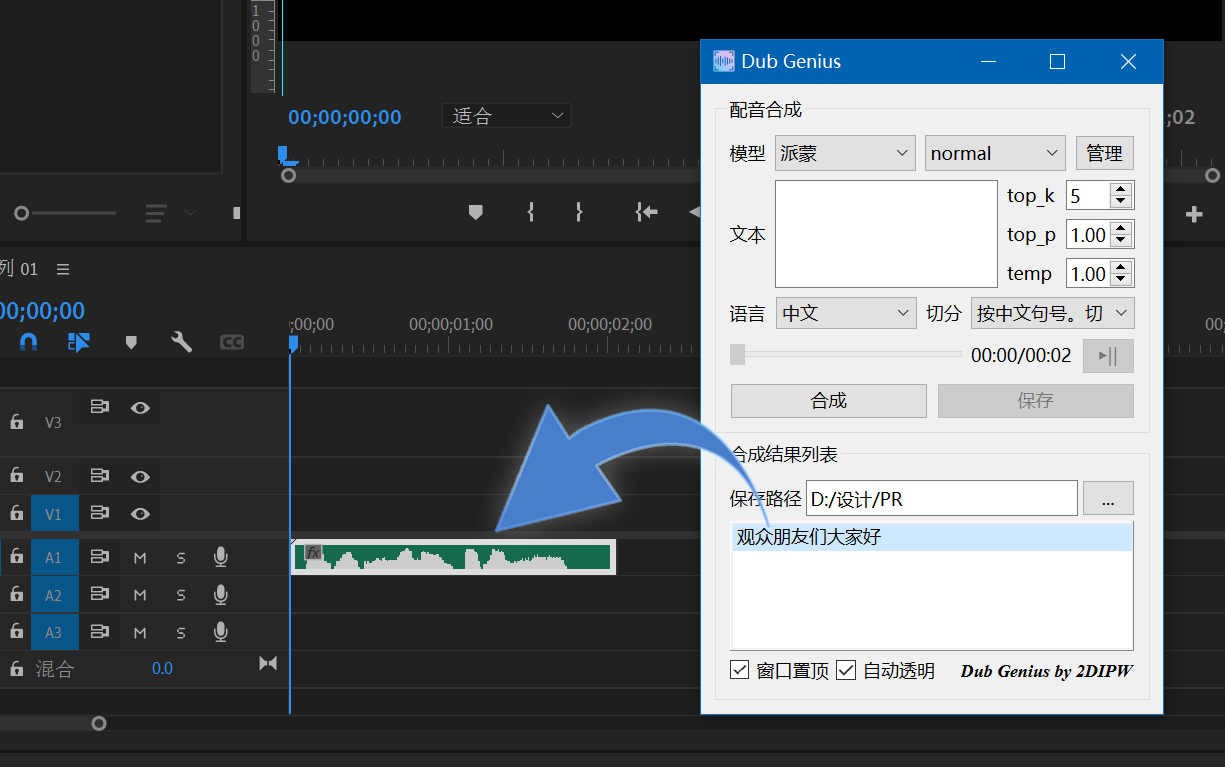 1
0
0
0
00;00;00;00
适合
;02
列 01
00;00;00
;00;00
00;00;01;00
00;00;02;00
00;
V3
V2
V1
A1
M
S
fx
A2
M
S
A3
M
S
混合
0.0
Dub Genius
配音合成
模型
派蒙
normal
管理
文本
top_k
5
top_p
1.00
temp
1.00
语言
中文
切分
按中文句号。切
00:00/00:02
合成
保存
合成结果列表
保存路径
D:/设计/PR
...
观众朋友们大家好
窗口置顶
自动透明
Dub Genius by 2DIPW